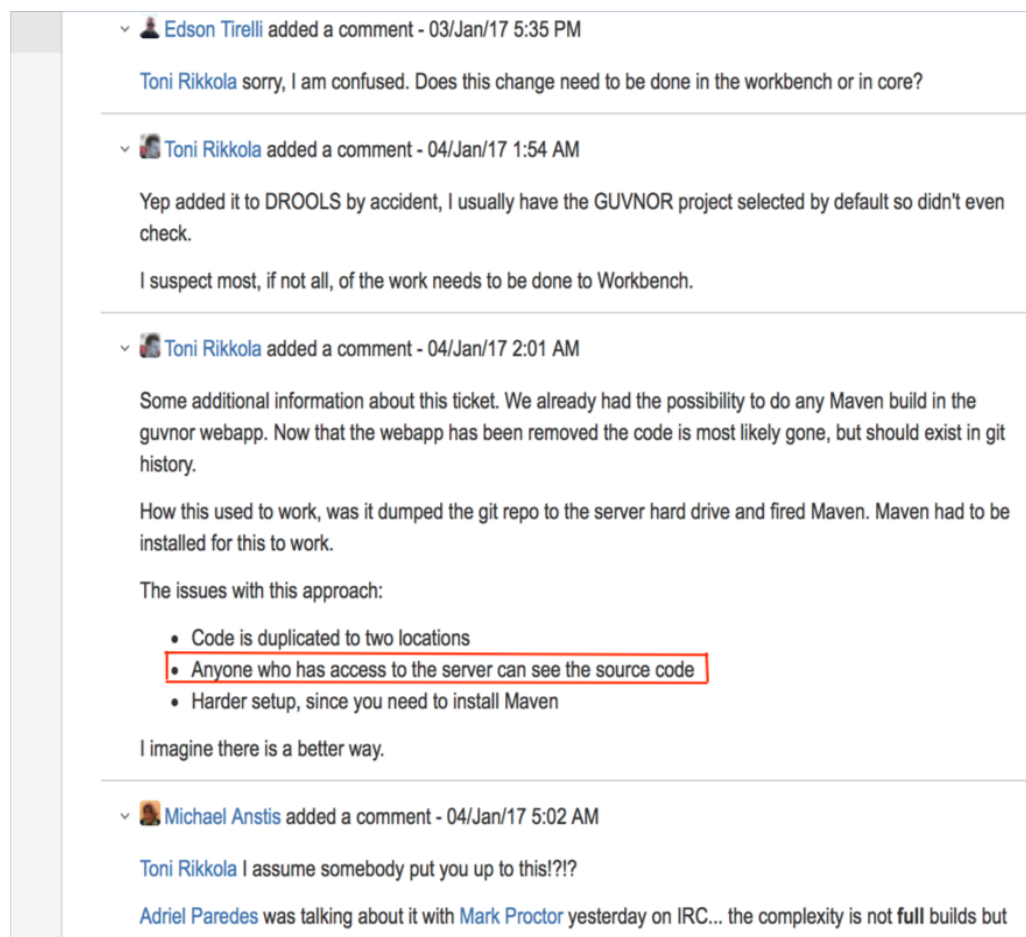 Edson Tirelli added a comment - 03/Jan/17 5:35 PM
Toni Rikkola sorry, I am confused. Does this change need to be done in the workbench or in core?
Toni Rikkola added a comment - 04/Jan/17 1:54 AM
Yep added it to DROOLS by accident, I usually have the GUVNOR project selected by default so didn't even
check.
I suspect most, if not all, of the work needs to be done to Workbench.
Toni Rikkola added a comment - 04/Jan/17 2:01 AM
Some additional information about this ticket. We already had the possibility to do any Maven build in the
guvnor webapp. Now that the webapp has been removed the code is most likely gone, but should exist in git
history.
How this used to work, was it dumped the git repo to the server hard drive and fired Maven. Maven had to be
installed for this to work.
The issues with this approach:
• Code is duplicated to two locations
• Anyone who has access to the server can see the source code
• Harder setup, since you need to install Maven
I imagine there is a better way.
Michael Anstis added a comment - 04/Jan/17 5:02 AM
Toni Rikkola I assume somebody put you up to this!?!?
Adriel Paredes was talking about it with Mark Proctor yesterday on IRC... the complexity is not full builds but